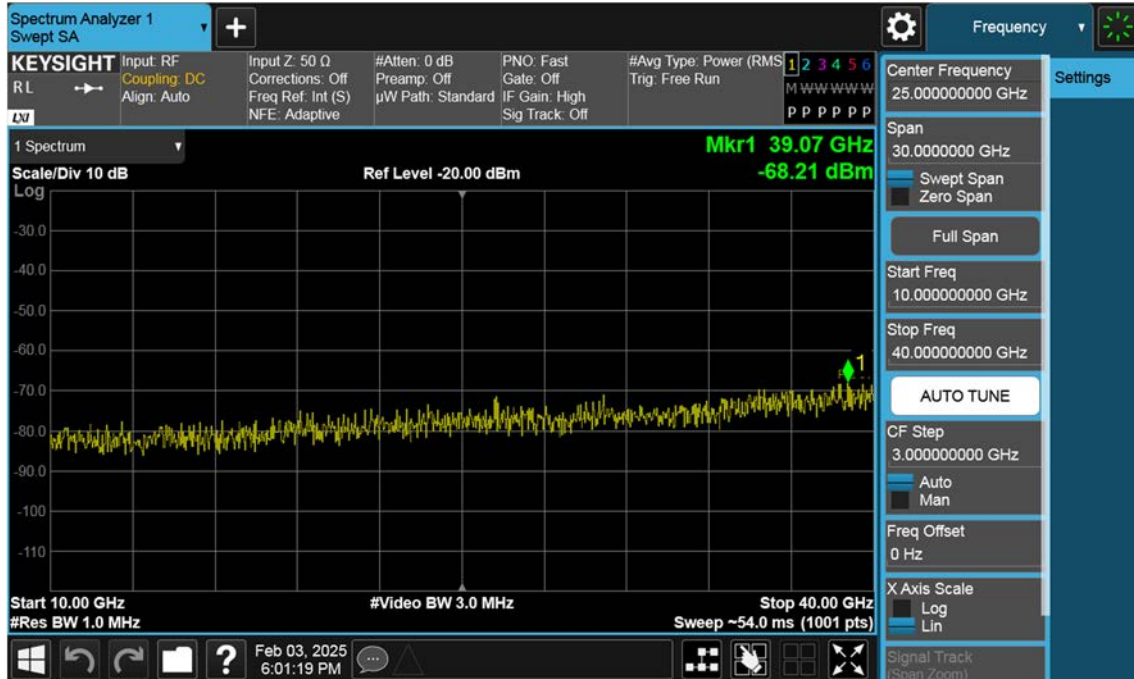 Spectrum Analyzer 1
Swept SA
+
Frequency
KEYSIGHT
RL
LXI
Input: RF
Coupling: DC
Align: Auto
Input Z: 50 Ω
Corrections: Off
Freq Ref: Int (S)
NFE: Adaptive
#Atten: 0 dB
Preamp: Off
µW Path: Standard
PNO: Fast
Gate: Off
IF Gain: High
Sig Track: Off
#Avg Type: Power (RMS
Trig: Free Run
1 2 3 4 5 6
M W W W W W
P P P P P P
1 Spectrum
Scale/Div 10 dB
Ref Level -20.00 dBm
Mkr1 39.07 GHz
-68.21 dBm
Log
-30.0
-40.0
-50.0
-60.0
-70.0
-80.0
-90.0
-100
-110
1
Start 10.00 GHz
#Res BW 1.0 MHz
#Video BW 3.0 MHz
Stop 40.00 GHz
Sweep ~54.0 ms (1001 pts)
?
Feb 03, 2025
6:01:19 PM
Center Frequency
25.000000000 GHz
Span
30.0000000 GHz
Swept Span
Zero Span
Full Span
Start Freq
10.000000000 GHz
Stop Freq
40.000000000 GHz
AUTO TUNE
CF Step
3.000000000 GHz
Auto
Man
Freq Offset
0 Hz
X Axis Scale
Log
Lin
Signal Track
(Span Zoom)
Settings